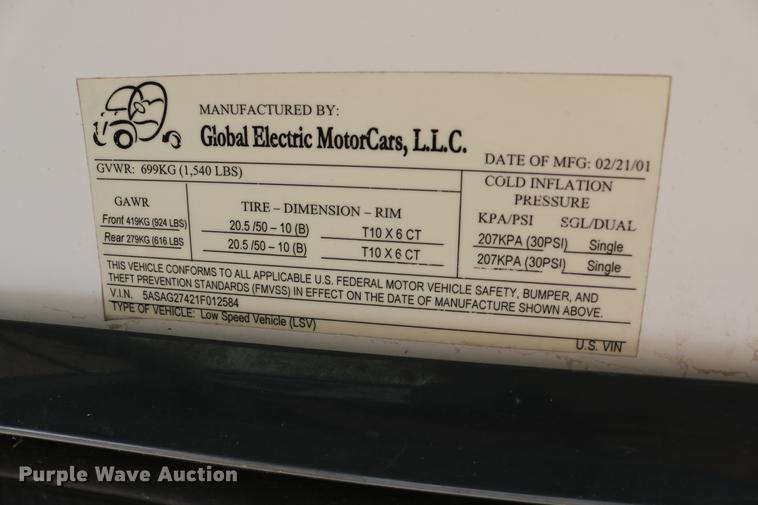 MANUFACTURED BY:
Global Electric MotorCars, L.L.C.
DATE OF MFG: 02/21/01
GVWR: 699KG (1,540 LBS)
COLD INFLATION
PRESSURE
GAWR
TIRE – DIMENSION – RIM
KPA/PSI SGL/DUAL
Front 419KG (924 LBS) 20.5 /50 – 10 (B) T10 X 6 CT 207KPA (30PSI) Single
Rear 279KG (616 LBS) 20.5 /50 – 10 (B) T10 X 6 CT 207KPA (30PSI) Single
THIS VEHICLE CONFORMS TO ALL APPLICABLE U.S. FEDERAL MOTOR VEHICLE SAFETY, BUMPER, AND
THEFT PREVENTION STANDARDS (FMVSS) IN EFFECT ON THE DATE OF MANUFACTURE SHOWN ABOVE.
V.I.N. 5ASAG27421F012584
TYPE OF VEHICLE: Low Speed Vehicle (LSV)
U.S. VIN
Purple Wave Auction